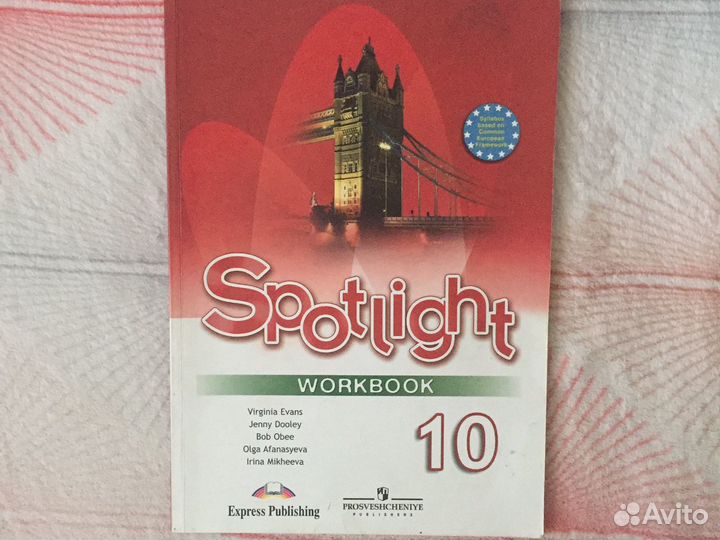 Syllabus
based on
Common
European
Framework
Spotlight
WORKBOOK
Virginia Evans
Jenny Dooley
Bob Obee
Olga Afanasyeva
Irina Mikheeva
10
Express Publishing
PROSVESHCHENIYE
PUBLISHERS
Avito